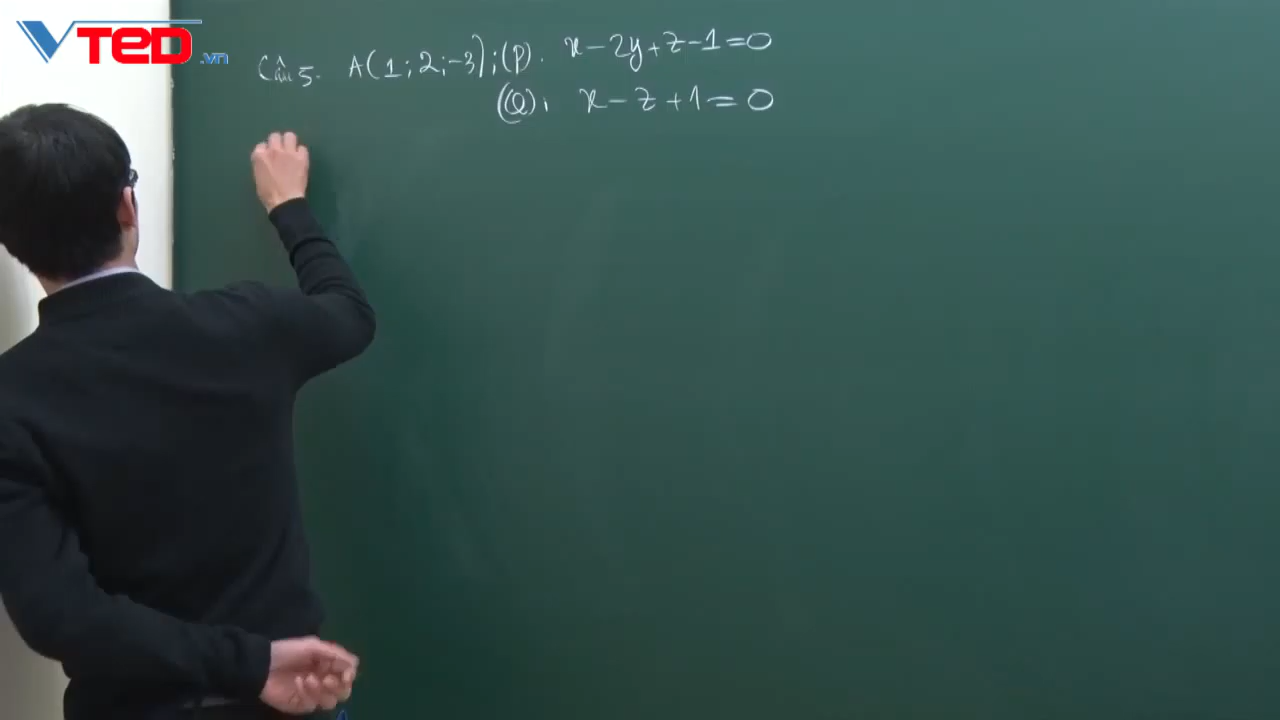 VTED.vn
Câu 5. A(1; 2; -3); (P). x - 2y + z - 1 = 0
(Q): x - z + 1 = 0